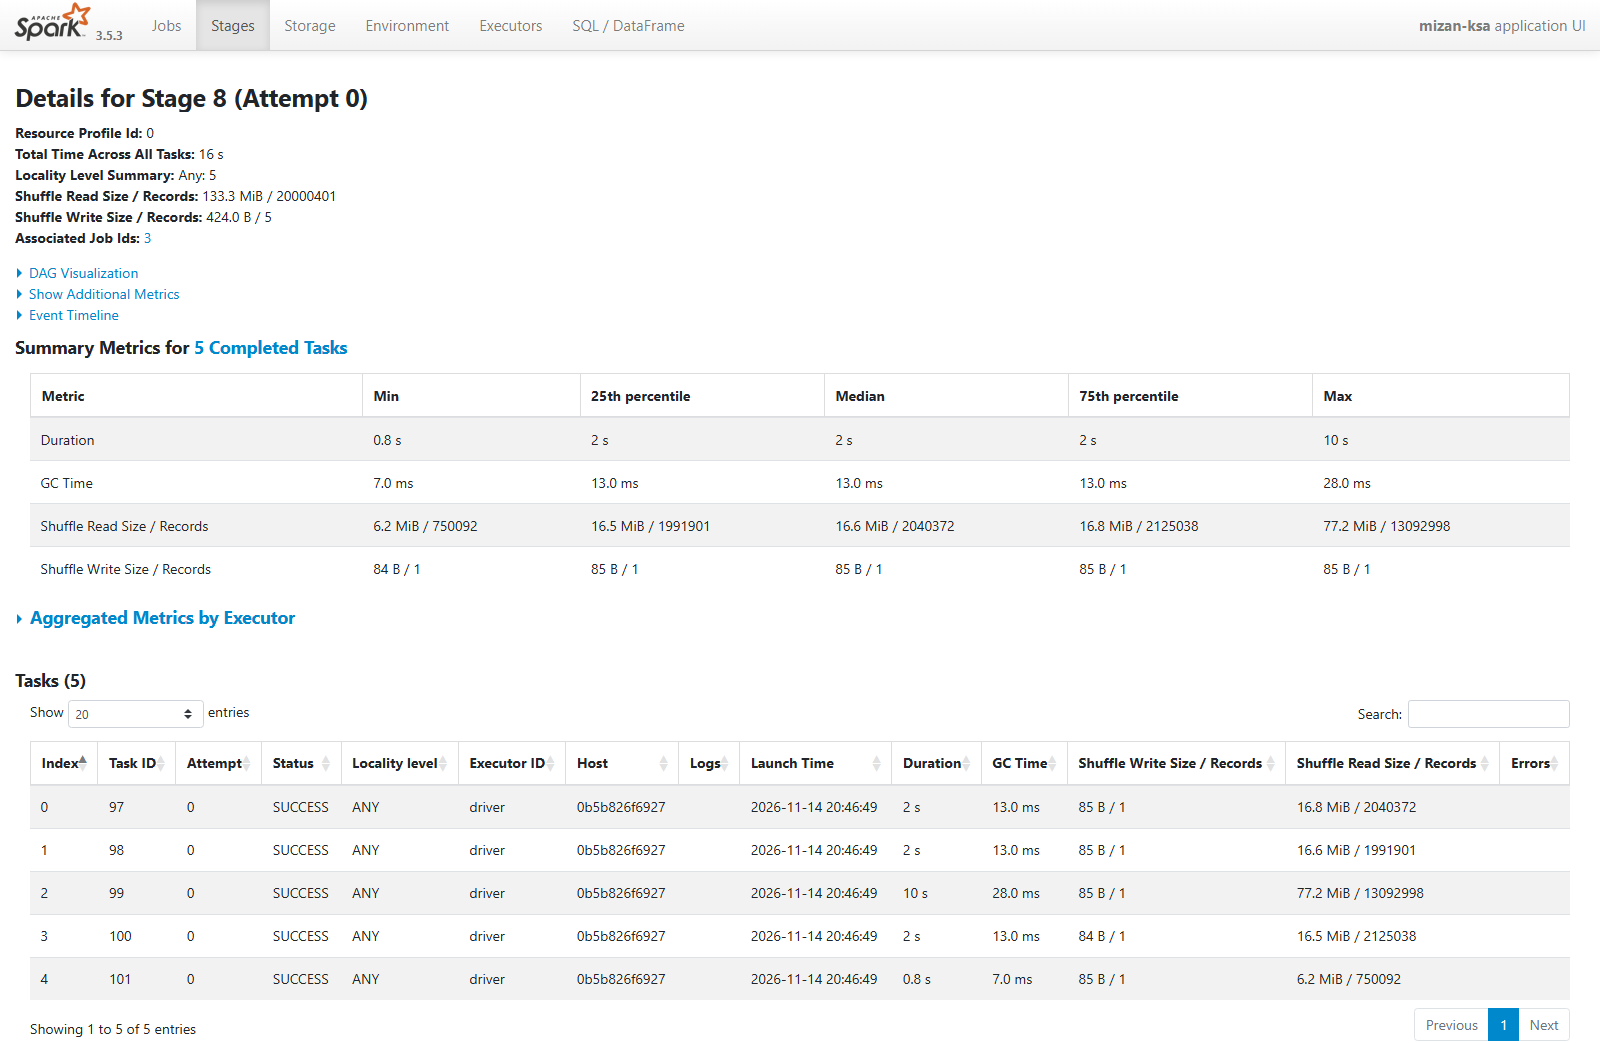 APACHE Spark 3.5.3 Jobs Stages Storage Environment Executors SQL / DataFrame mizan-ksa application UI
Details for Stage 8 (Attempt 0)
Resource Profile Id: 0
Total Time Across All Tasks: 16 s
Locality Level Summary: Any: 5
Shuffle Read Size / Records: 133.3 MiB / 20000401
Shuffle Write Size / Records: 424.0 B / 5
Associated Job Ids: 3
DAG Visualization
Show Additional Metrics
Event Timeline
Summary Metrics for 5 Completed Tasks
Metric Min 25th percentile Median 75th percentile Max
Duration 0.8 s 2 s 2 s 2 s 10 s
GC Time 7.0 ms 13.0 ms 13.0 ms 13.0 ms 28.0 ms
Shuffle Read Size / Records 6.2 MiB / 750092 16.5 MiB / 1991901 16.6 MiB / 2040372 16.8 MiB / 2125038 77.2 MiB / 13092998
Shuffle Write Size / Records 84 B / 1 85 B / 1 85 B / 1 85 B / 1 85 B / 1
Aggregated Metrics by Executor
Tasks (5)
Show 20 entries Search:
Index Task ID Attempt Status Locality level Executor ID Host Logs Launch Time Duration GC Time Shuffle Write Size / Records Shuffle Read Size / Records Errors
0 97 0 SUCCESS ANY driver 0b5b826f6927 2026-11-14 20:46:49 2 s 13.0 ms 85 B / 1 16.8 MiB / 2040372
1 98 0 SUCCESS ANY driver 0b5b826f6927 2026-11-14 20:46:49 2 s 13.0 ms 85 B / 1 16.6 MiB / 1991901
2 99 0 SUCCESS ANY driver 0b5b826f6927 2026-11-14 20:46:49 10 s 28.0 ms 85 B / 1 77.2 MiB / 13092998
3 100 0 SUCCESS ANY driver 0b5b826f6927 2026-11-14 20:46:49 2 s 13.0 ms 84 B / 1 16.5 MiB / 2125038
4 101 0 SUCCESS ANY driver 0b5b826f6927 2026-11-14 20:46:49 0.8 s 7.0 ms 85 B / 1 6.2 MiB / 750092
Showing 1 to 5 of 5 entries Previous 1 Next